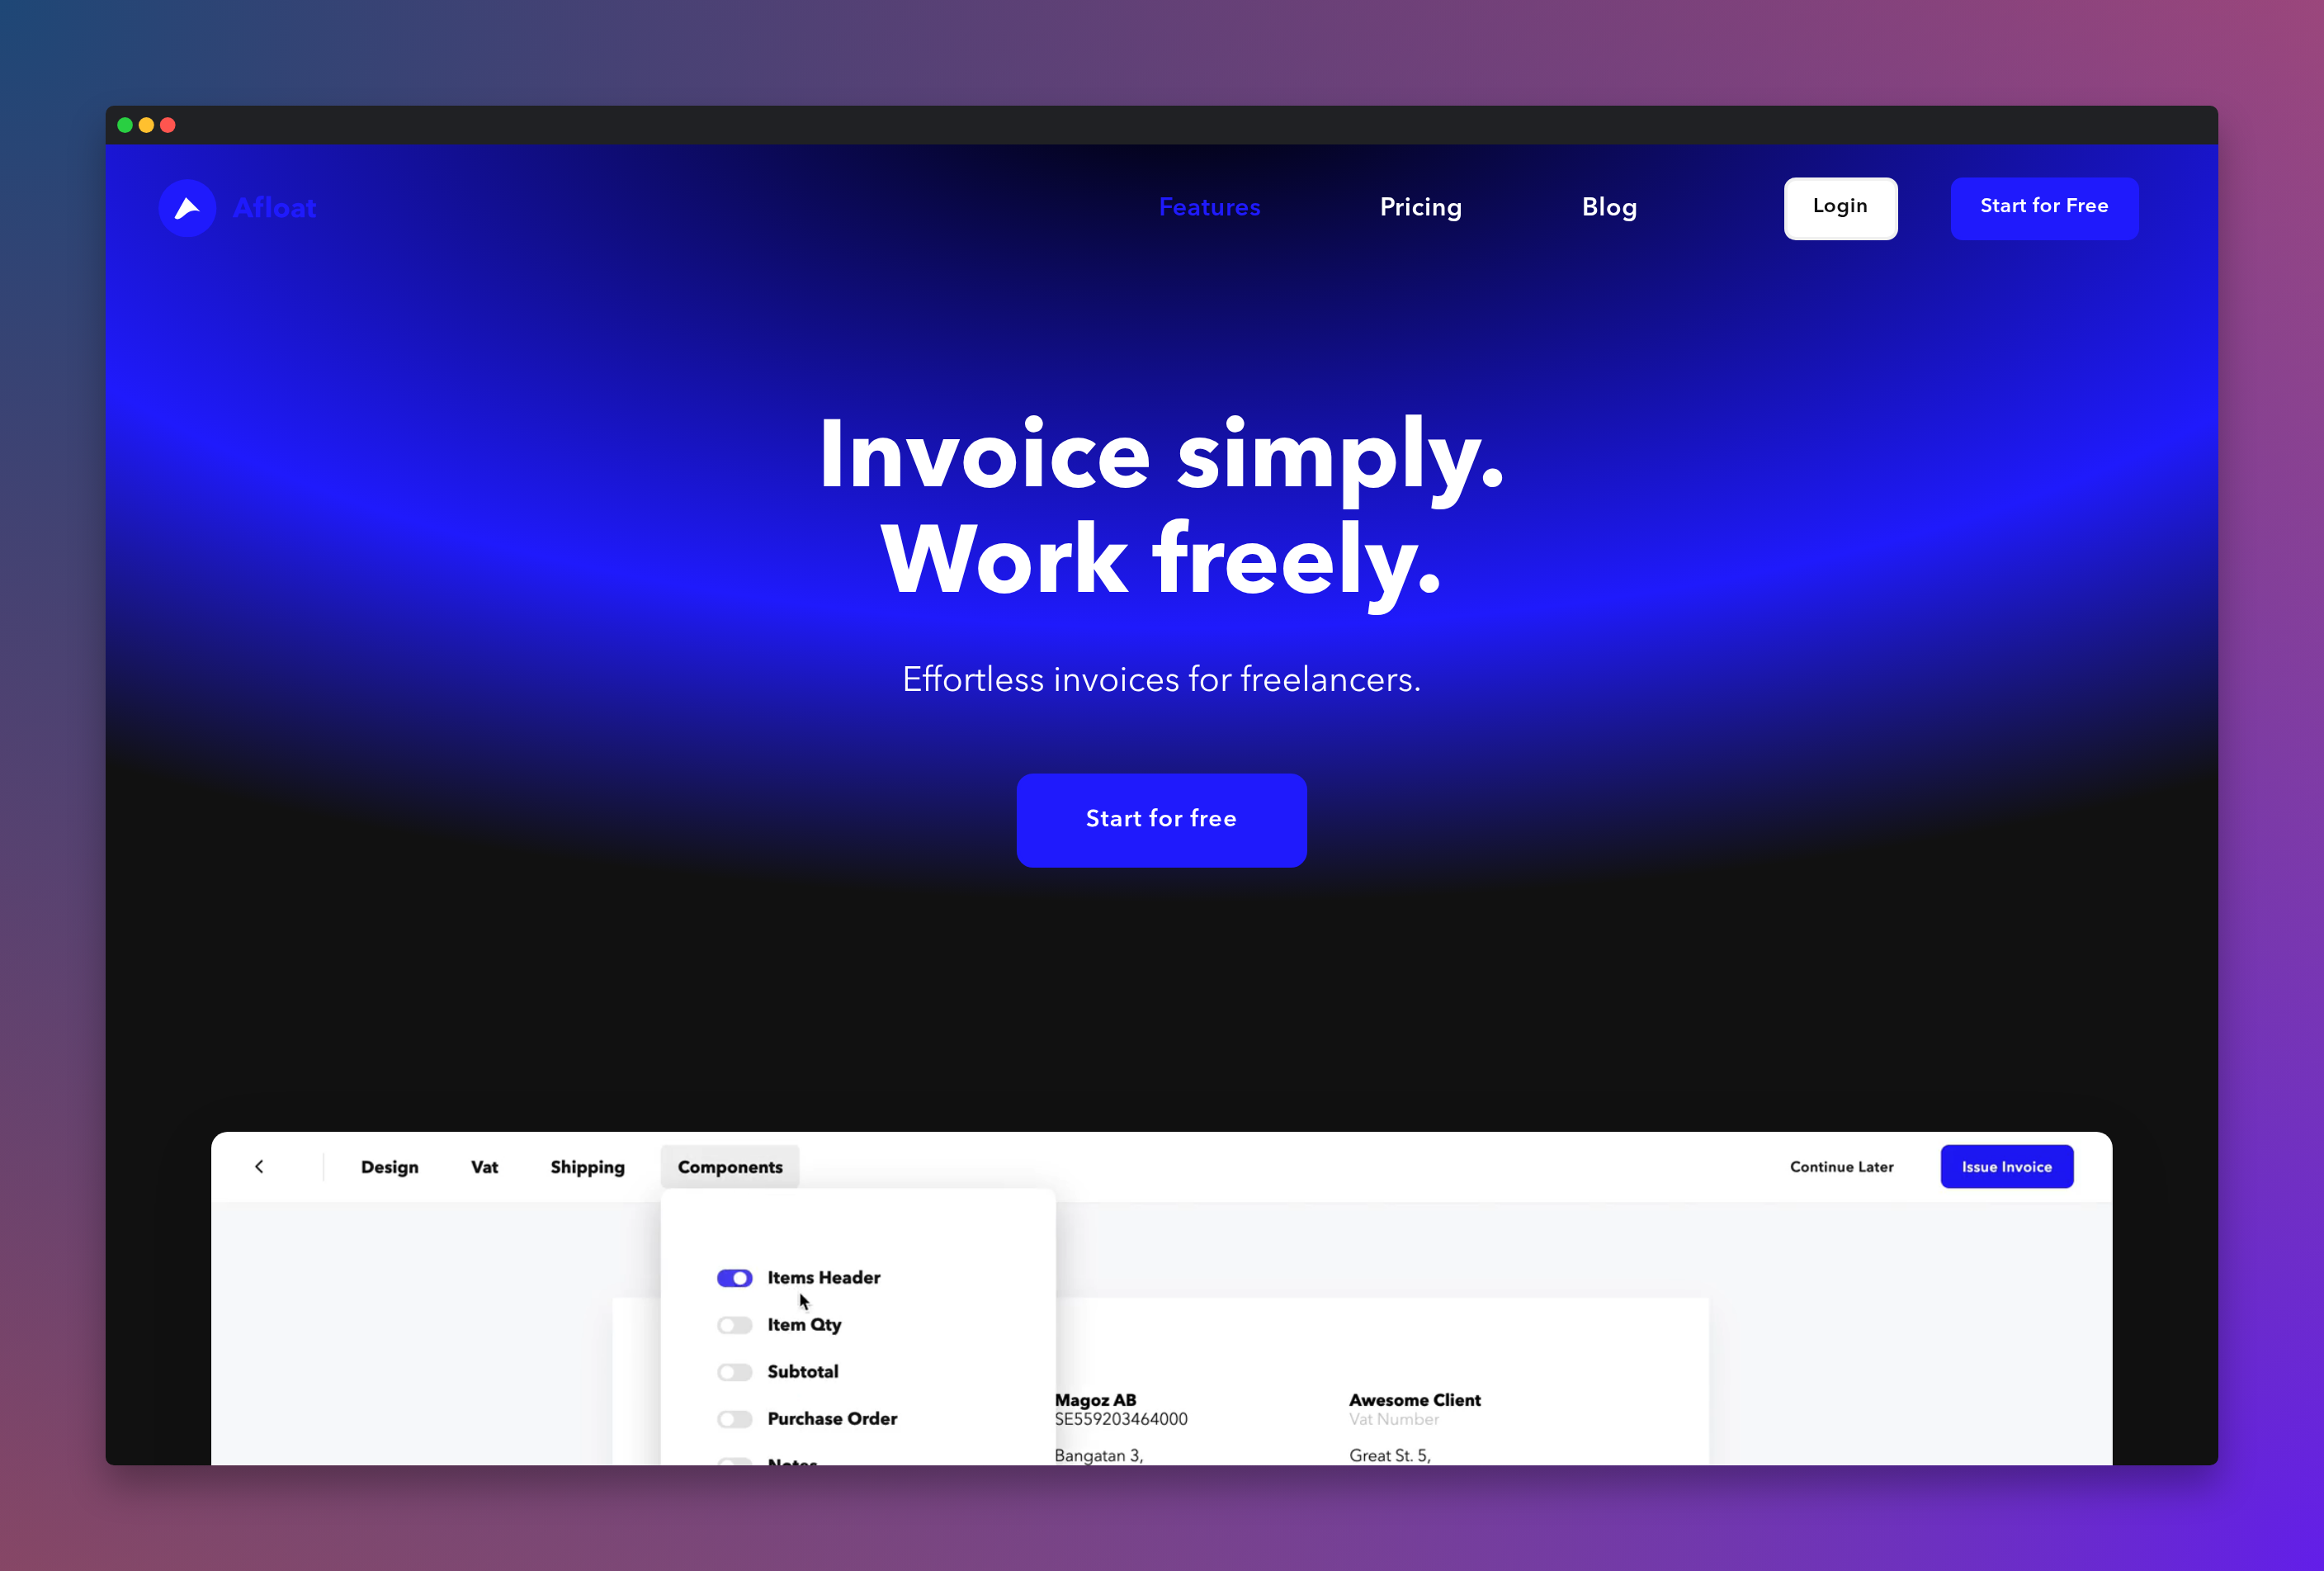 Afloat
Features
Pricing
Blog
Login
Start for Free
Invoice simply.
Work freely.
Effortless invoices for freelancers.
Start for free
Design
Vat
Shipping
Components
Continue Later
Issue Invoice
Items Header
Item Qty
Subtotal
Purchase Order
Notes
Magoz AB
SE559203464000
Bangatan 3,
Awesome Client
Vat Number
Great St. 5,